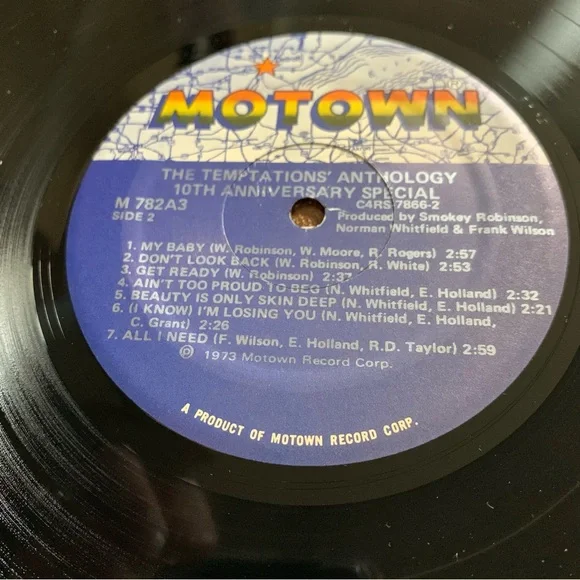 MOTOWN
THE TEMPTATIONS' ANTHOLOGY
10TH ANNIVERSARY SPECIAL
M 782A3
C4RS-7866-2
SIDE 2
Produced by Smokey Robinson,
Norman Whitfield & Frank Wilson
1. MY BABY (W. Robinson, W. Moore, R. Rogers) 2:57
2. DON'T LOOK BACK (W. Robinson, R. White) 2:53
3. GET READY (W. Robinson) 2:37
4. AIN'T TOO PROUD TO BEG (N. Whitfield, E. Holland) 2:32
5. BEAUTY IS ONLY SKIN DEEP (N. Whitfield, E. Holland) 2:21
6. (I KNOW) I'M LOSING YOU (N. Whitfield, E. Holland,
C. Grant) 2:26
7. ALL I NEED (F. Wilson, E. Holland, R.D. Taylor) 2:59
℗ 1973 Motown Record Corp.
A PRODUCT OF MOTOWN RECORD CORP.